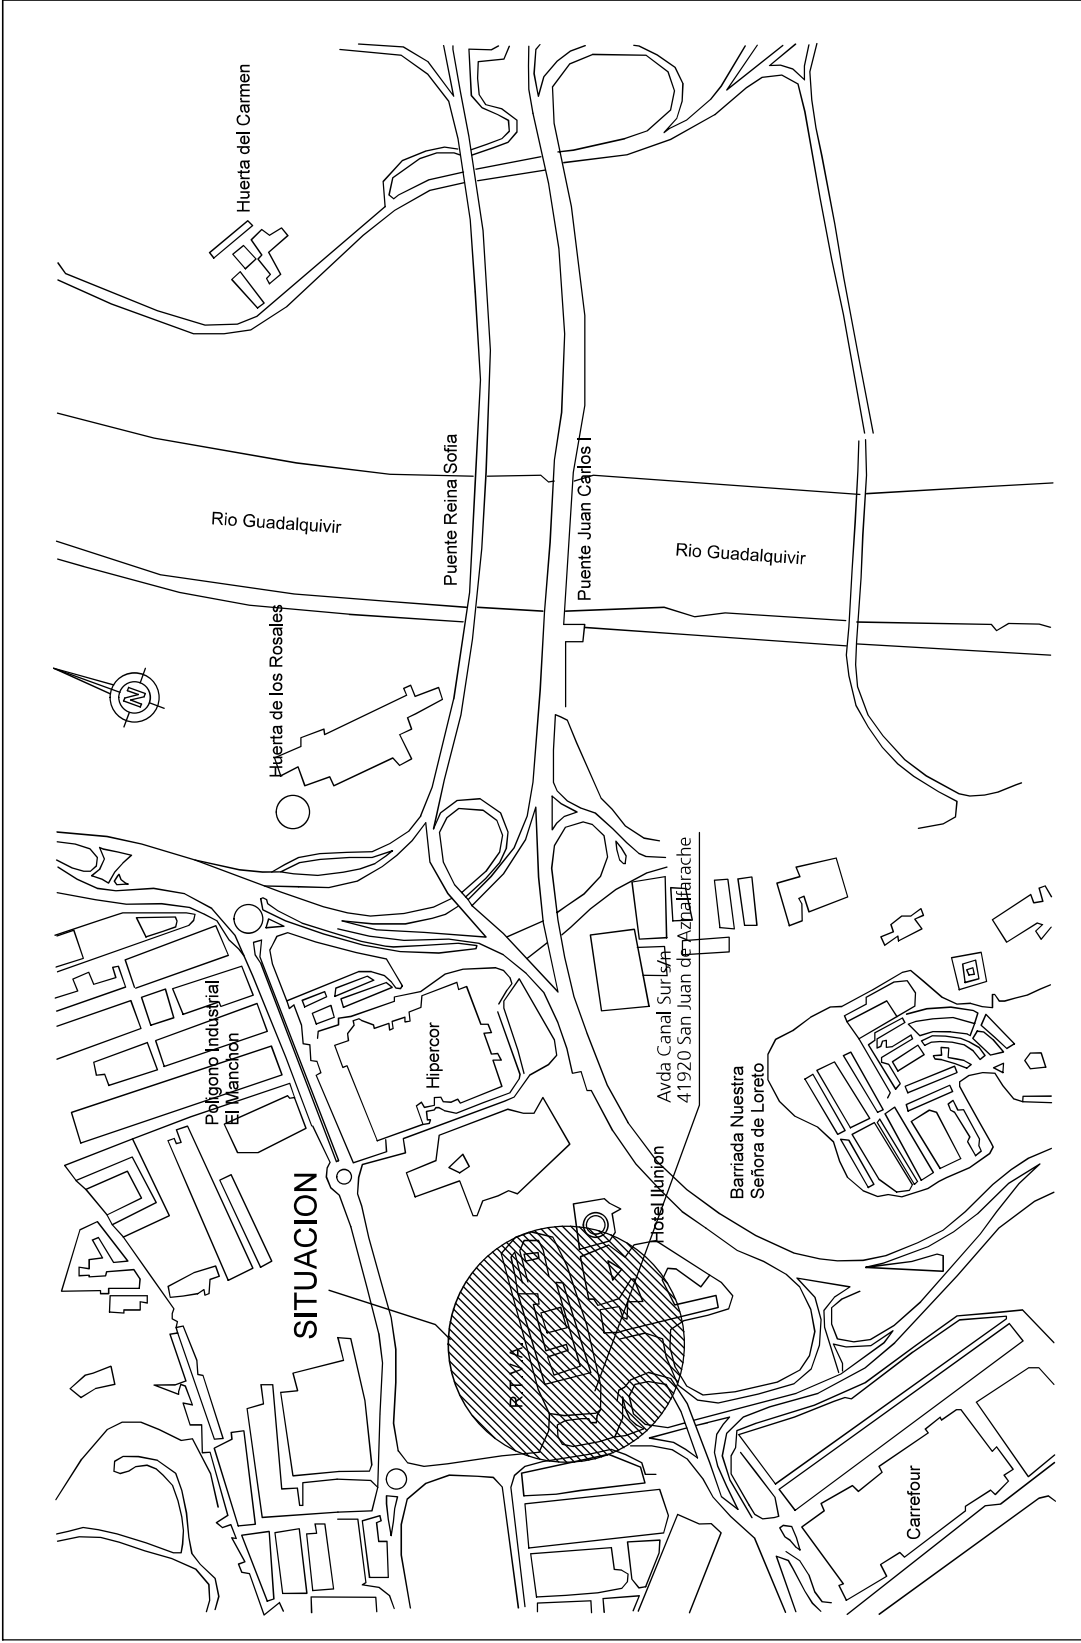 Huerta del Carmen
Puente Reina Sofia
Puente Juan Carlos I
Rio Guadalquivir
Rio Guadalquivir
Huerta de los Rosales
N
Avda Canal Sur s/n
41920 San Juan de Aznalfarache
Poligono Industrial
El Manchon
Hipercor
Barriada Nuestra
Señora de Loreto
Hotel Ilunion
SITUACION
R.T.V.A.
Carrefour